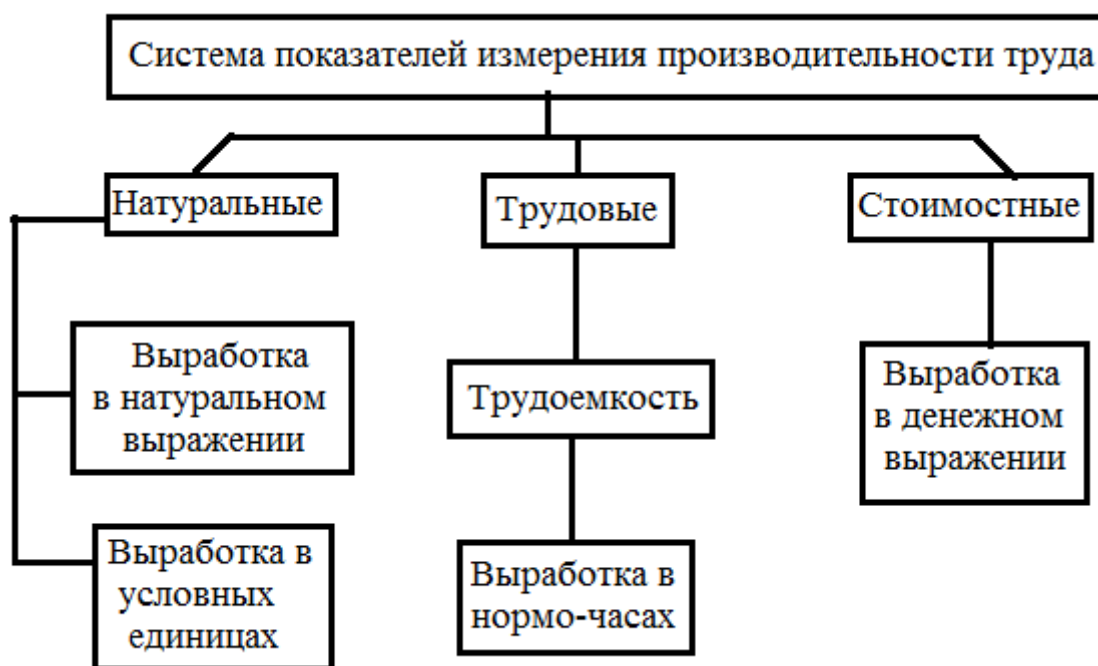 Система показателей измерения производительности труда
Натуральные
Трудовые
Стоимостные
Выработка
в натуральном
выражении
Трудоемкость
Выработка
в денежном
выражении
Выработка в
условных
единицах
Выработка в
нормо-часах